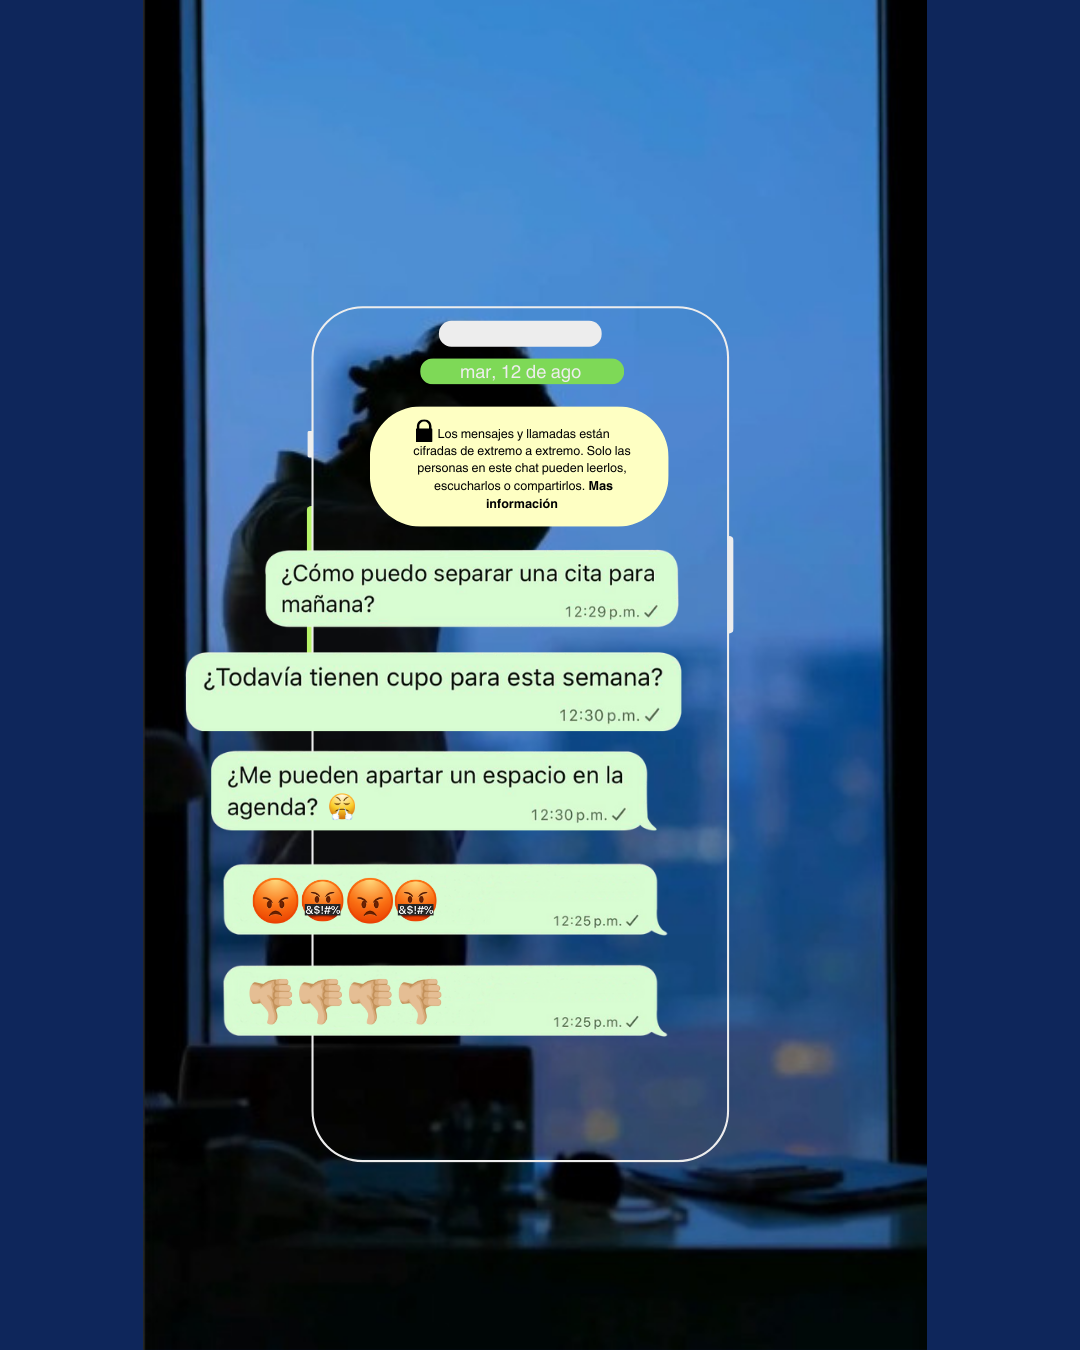 mar, 12 de ago
🔒 Los mensajes y llamadas están
cifradas de extremo a extremo. Solo las
personas en este chat pueden leerlos,
escucharlos o compartirlos. Mas
información
¿Cómo puedo separar una cita para
mañana?
12:29 p.m. ✓
¿Todavía tienen cupo para esta semana?
12:30 p.m. ✓
¿Me pueden apartar un espacio en la
agenda? 😤
12:30 p.m. ✓
😡🤬😡🤬
12:25 p.m. ✓
👎🏼👎🏼👎🏼👎🏼
12:25 p.m. ✓